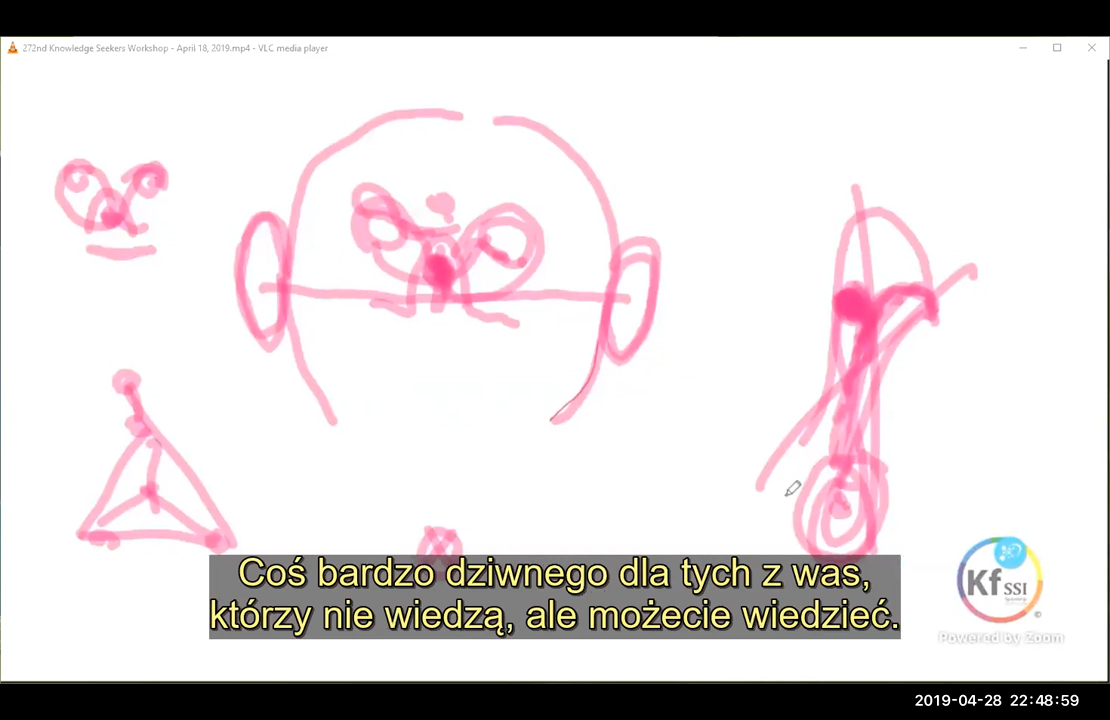 272nd Knowledge Seekers Workshop - April 18, 2019.mp4 - VLC media player
Coś bardzo dziwnego dla tych z was,
którzy nie wiedzą, ale możecie wiedzieć.
Kf SSI
Powered by Zoom
2019-04-28 22:48:59